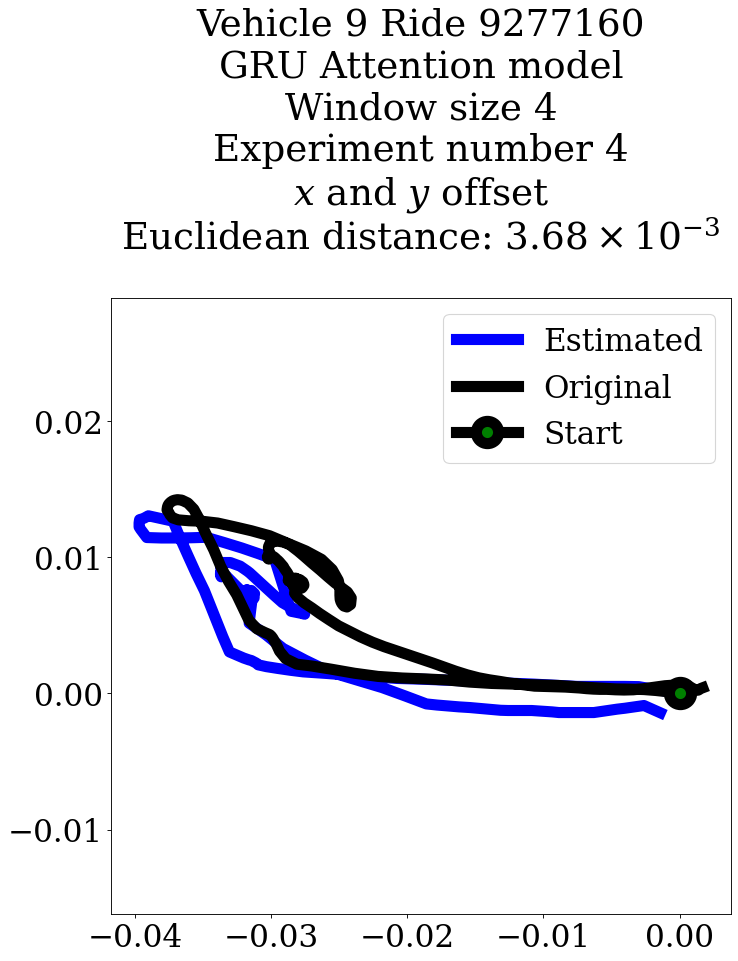 Vehicle 9 Ride 9277160
GRU Attention model
Window size 4
Experiment number 4
x and y offset
Euclidean distance: 3.68 × 10⁻³
Estimated
Original
Start
0.02
0.01
0.00
−0.01
−0.04
−0.03
−0.02
−0.01
0.00